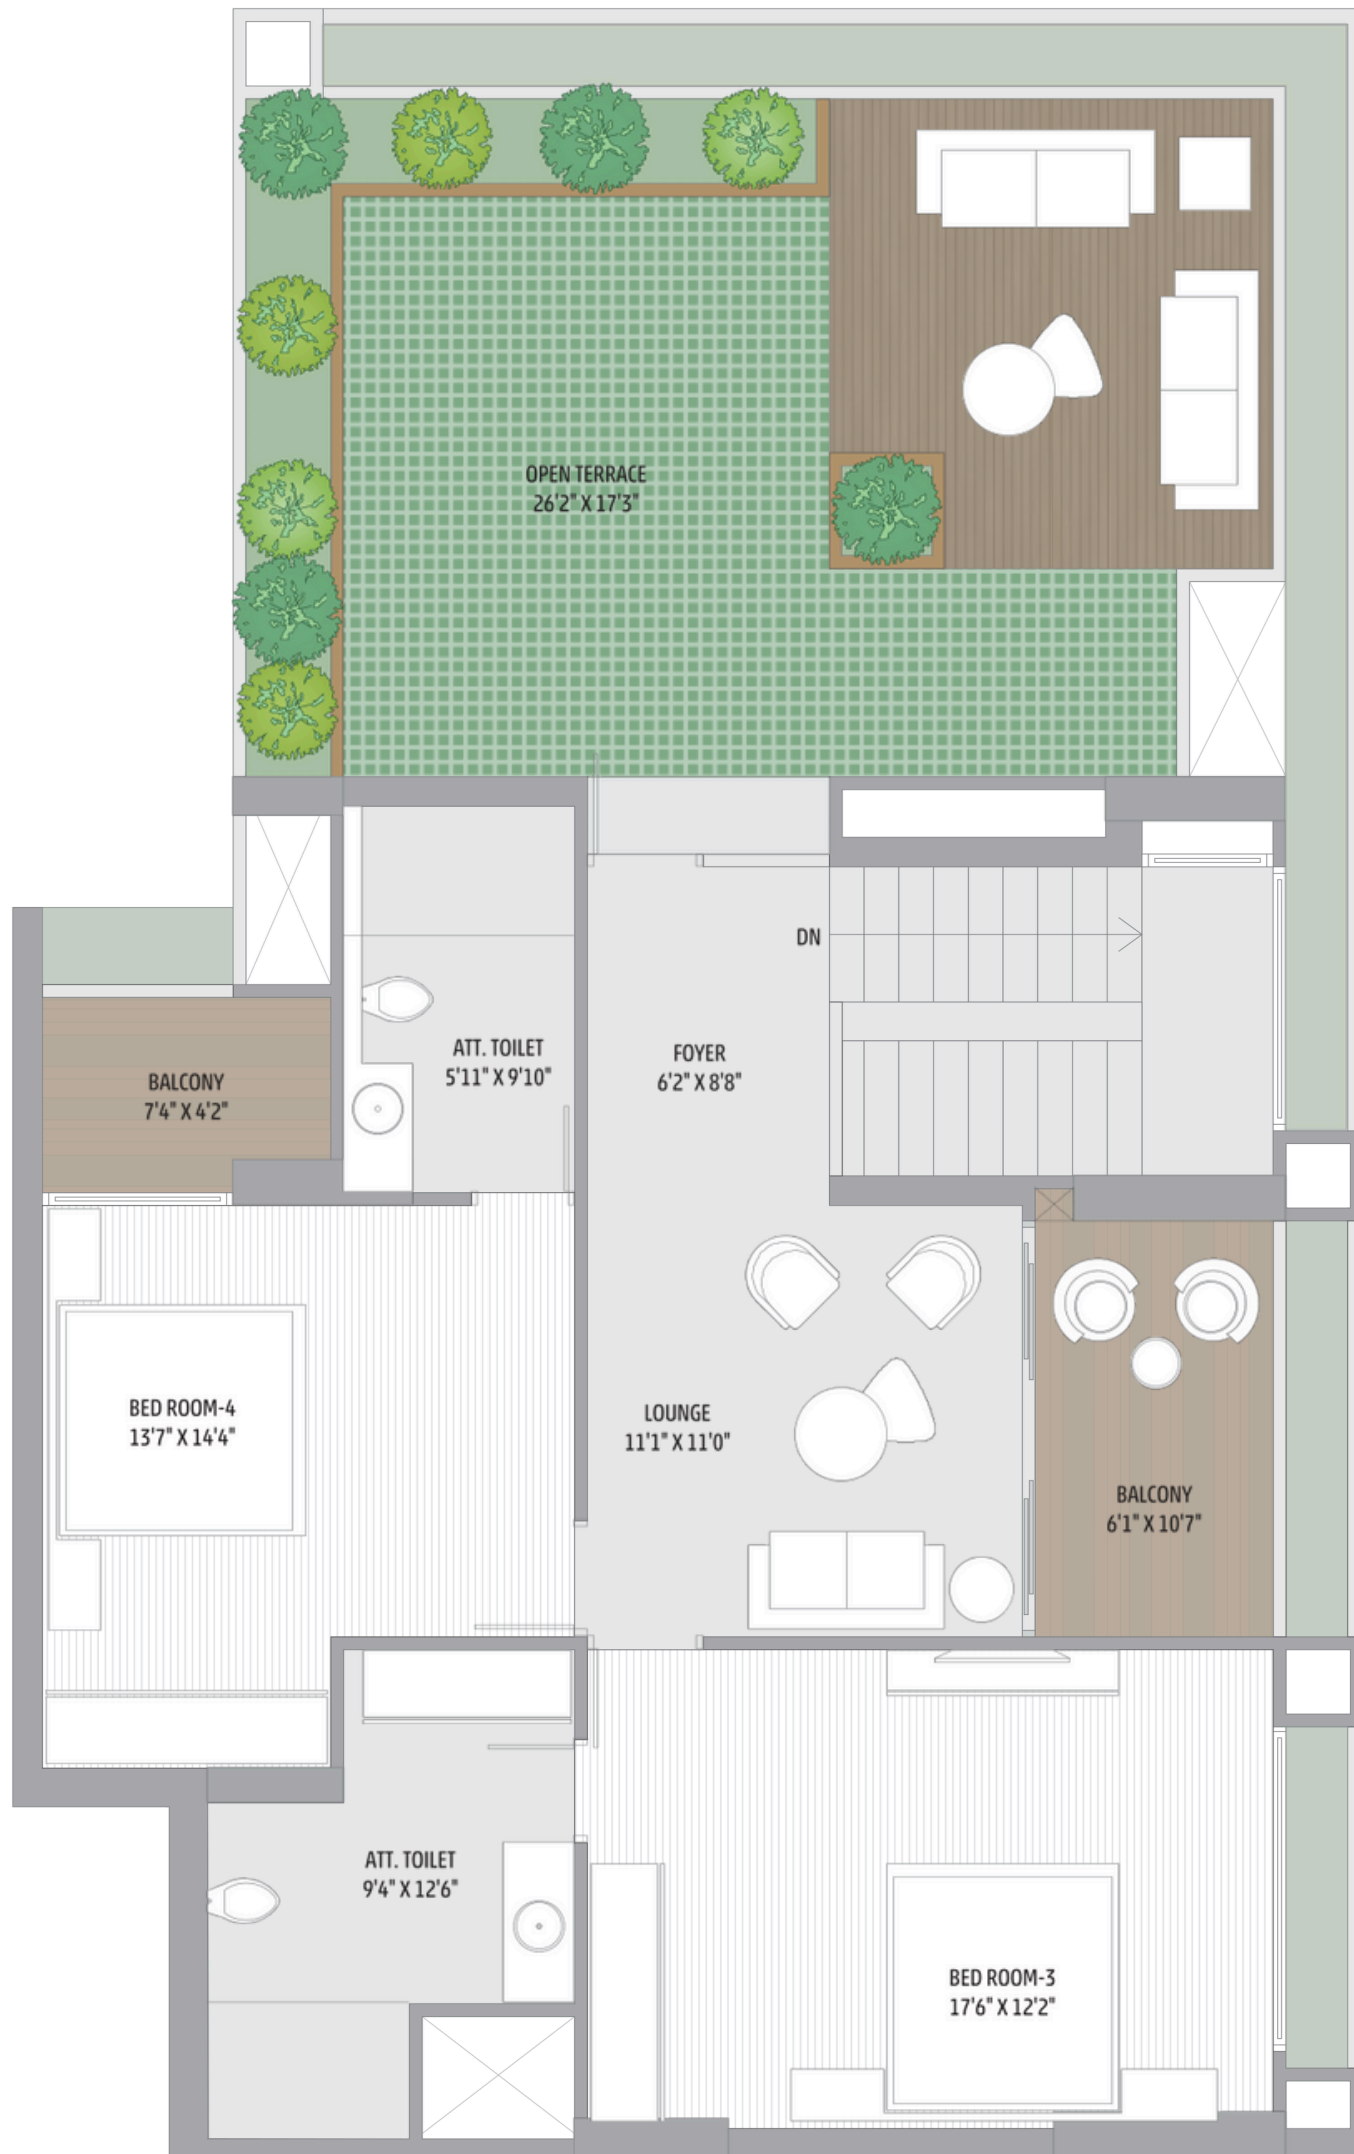 OPEN TERRACE
26'2" X 17'3"
DN
ATT. TOILET
5'11" X 9'10"
FOYER
6'2" X 8'8"
BALCONY
7'4" X 4'2"
BED ROOM-4
13'7" X 14'4"
LOUNGE
11'1" X 11'0"
BALCONY
6'1" X 10'7"
ATT. TOILET
9'4" X 12'6"
BED ROOM-3
17'6" X 12'2"